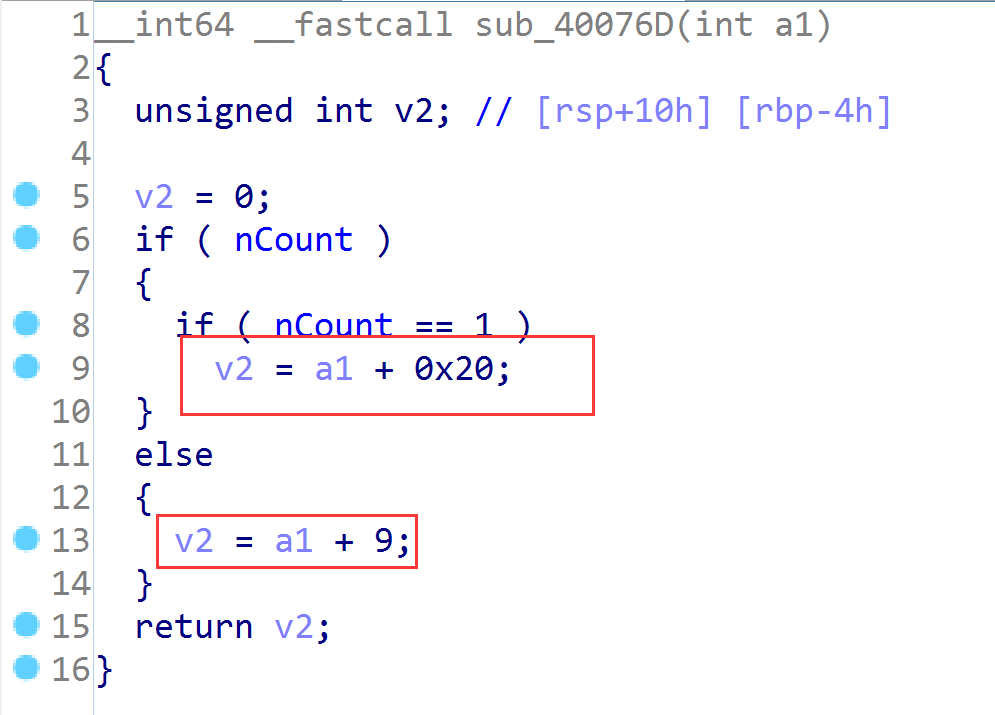 1 __int64 __fastcall sub_40076D(int a1)
2 {
3   unsigned int v2; // [rsp+10h] [rbp-4h]
4
5   v2 = 0;
6   if ( nCount )
7   {
8     if ( nCount == 1 )
9       v2 = a1 + 0x20;
10   }
11   else
12   {
13     v2 = a1 + 9;
14   }
15   return v2;
16 }